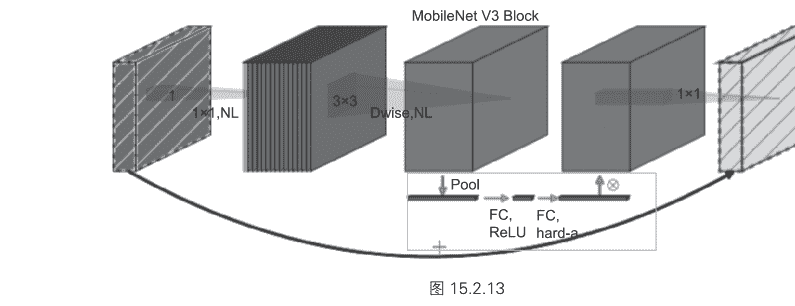 MobileNet V3 Block
1
1×1,NL
3×3
Dwise,NL
1×1
Pool
⊗
FC,
ReLU
FC,
hard-a
+
图 15.2.13